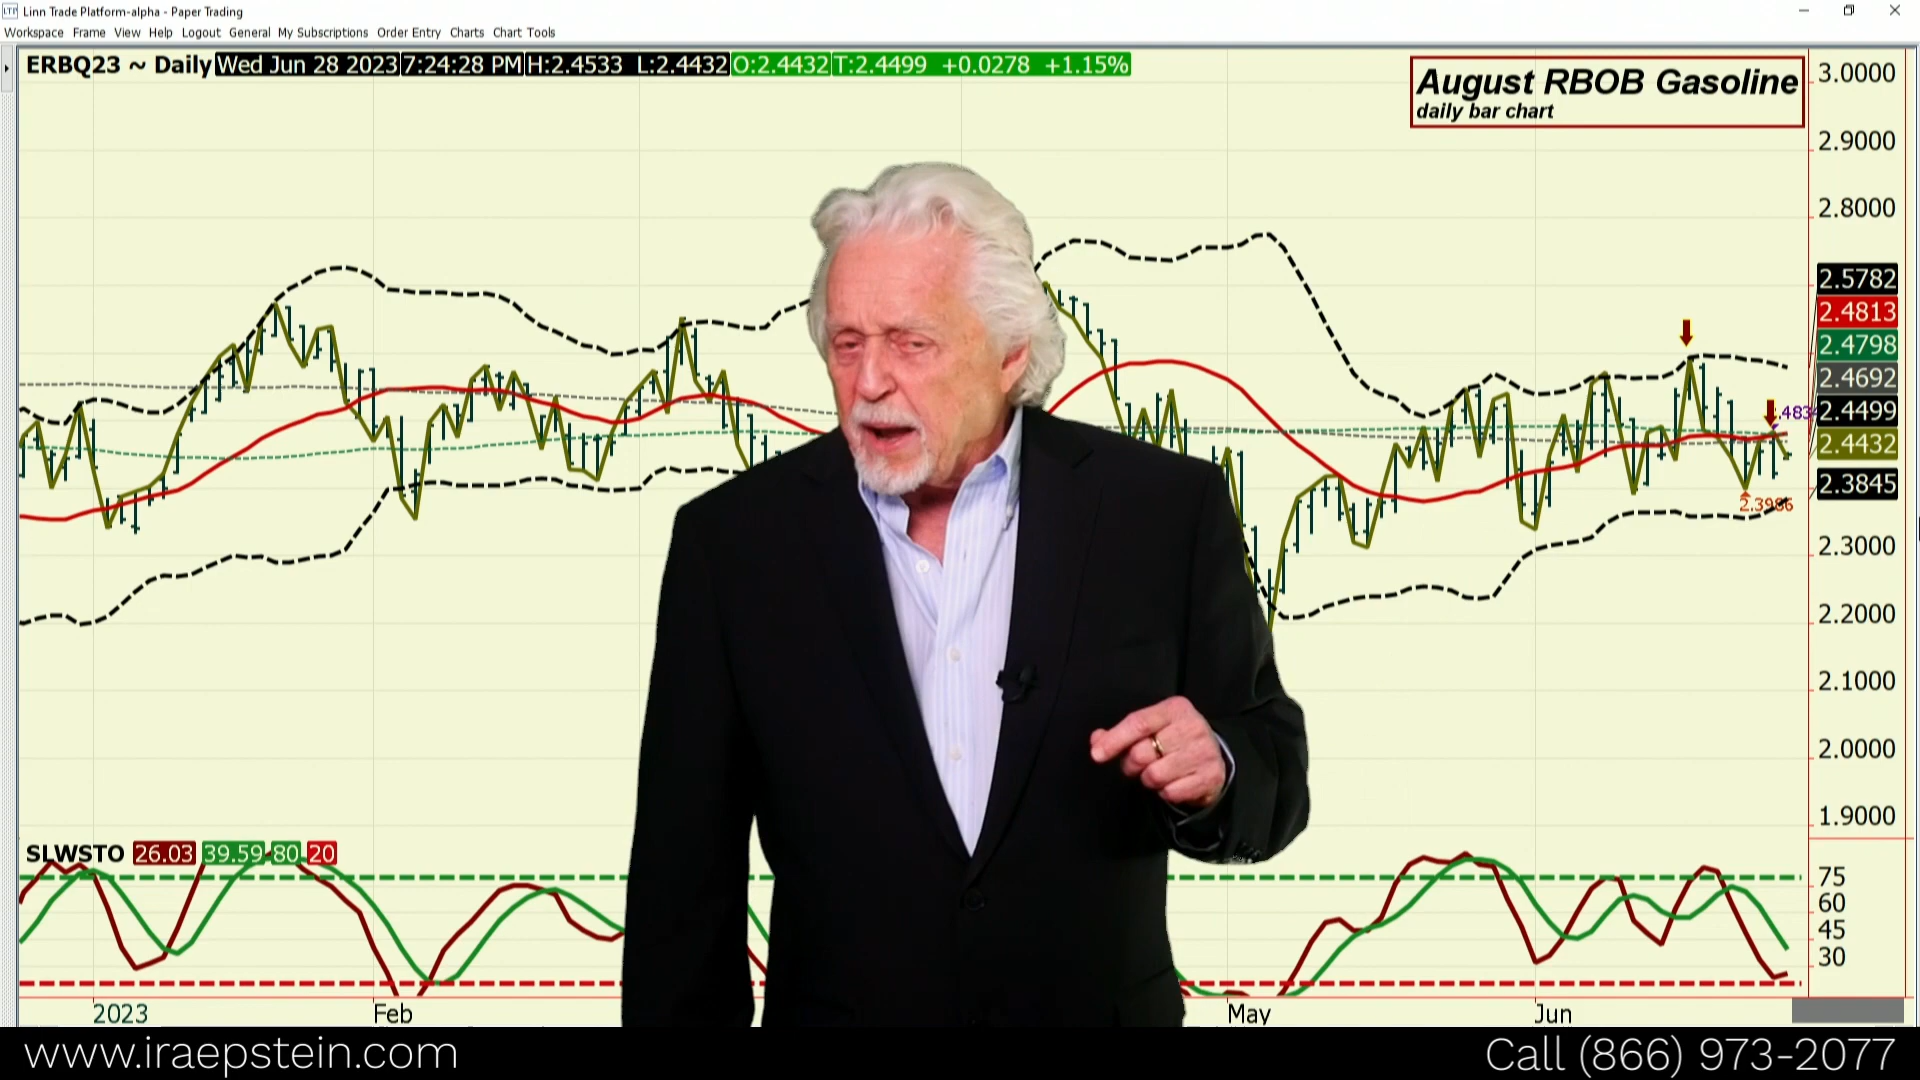 LTP Linn Trade Platform-alpha - Paper Trading
Workspace Frame View Help Logout General My Subscriptions Order Entry Charts Chart Tools
ERBQ23 ~ Daily Wed Jun 28 2023 7:24:28 PM H:2.4533 L:2.4432 O:2.4432 T:2.4499 +0.0278 +1.15%
August RBOB Gasoline
daily bar chart
3.0000
2.9000
2.8000
2.5782
2.4813
2.4798
2.4692
2.4499
2.4432
2.3845
2.3986
2.3000
2.2000
2.1000
2.0000
1.9000
SLWSTO 26.03 39.59 80 20
75
60
45
30
2023 Feb May Jun
www.iraepstein.com
Call (866) 973-2077